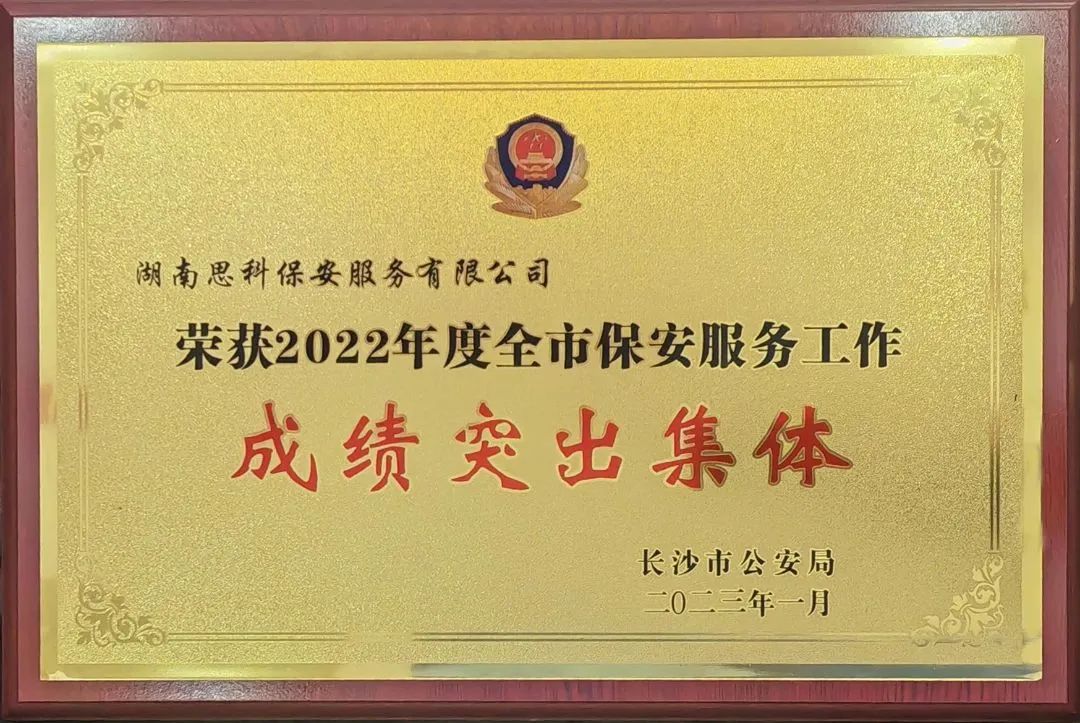 湖南思科保安服务有限公司
荣获2022年度全市保安服务工作
成绩突出集体
长沙市公安局
二〇二三年一月